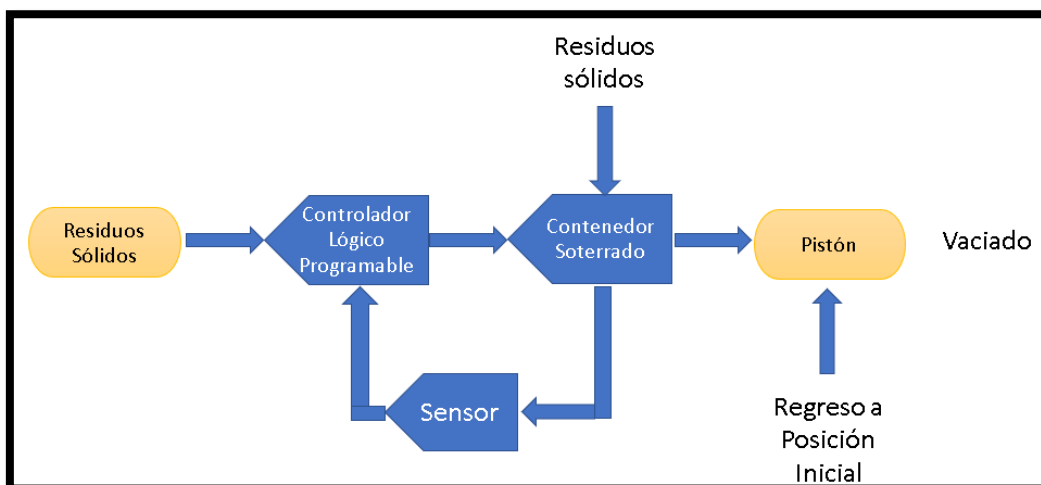 Residuos
sólidos
Residuos
Sólidos
Controlador
Lógico
Programable
Contenedor
Soterrado
Pistón
Vaciado
Sensor
Regreso a
Posición
Inicial